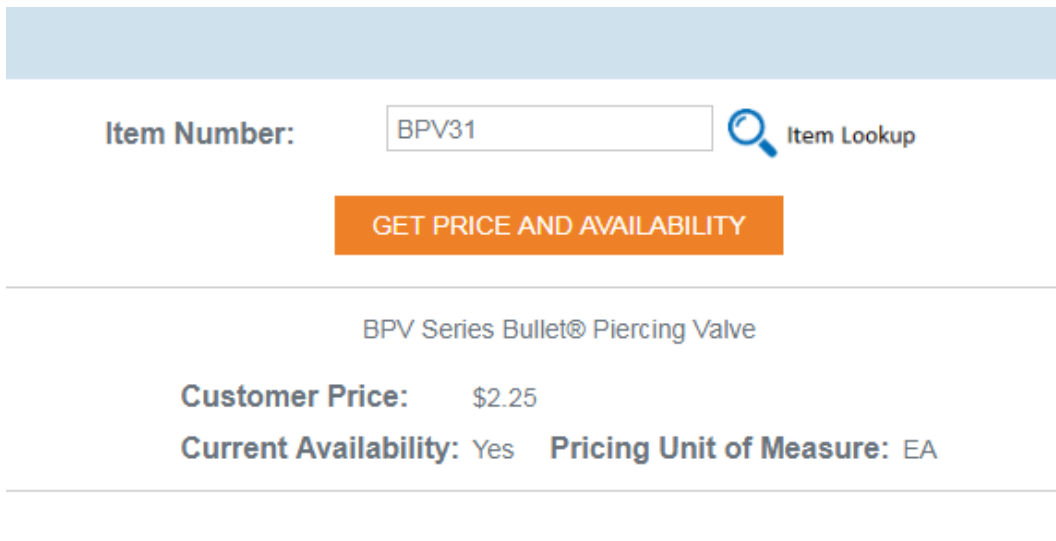 Item Number: BPV31 Item Lookup
GET PRICE AND AVAILABILITY
BPV Series Bullet® Piercing Valve
Customer Price: $2.25
Current Availability: Yes Pricing Unit of Measure: EA